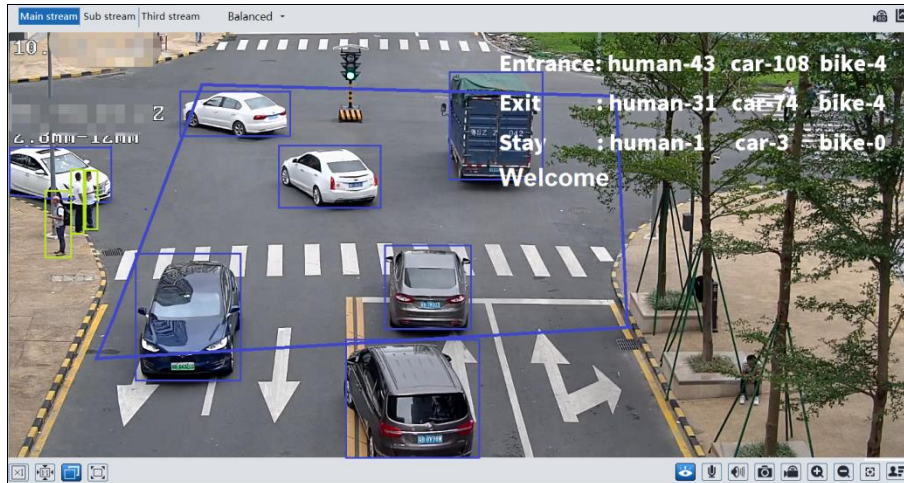 Main stream Sub stream Third stream Balanced
10.
Entrance: human-43 car-108 bike-4
Z
Exit : human-31 car-74 bike-4
2.8mm-12mm
Stay : human-1 car-3 bike-0
Welcome